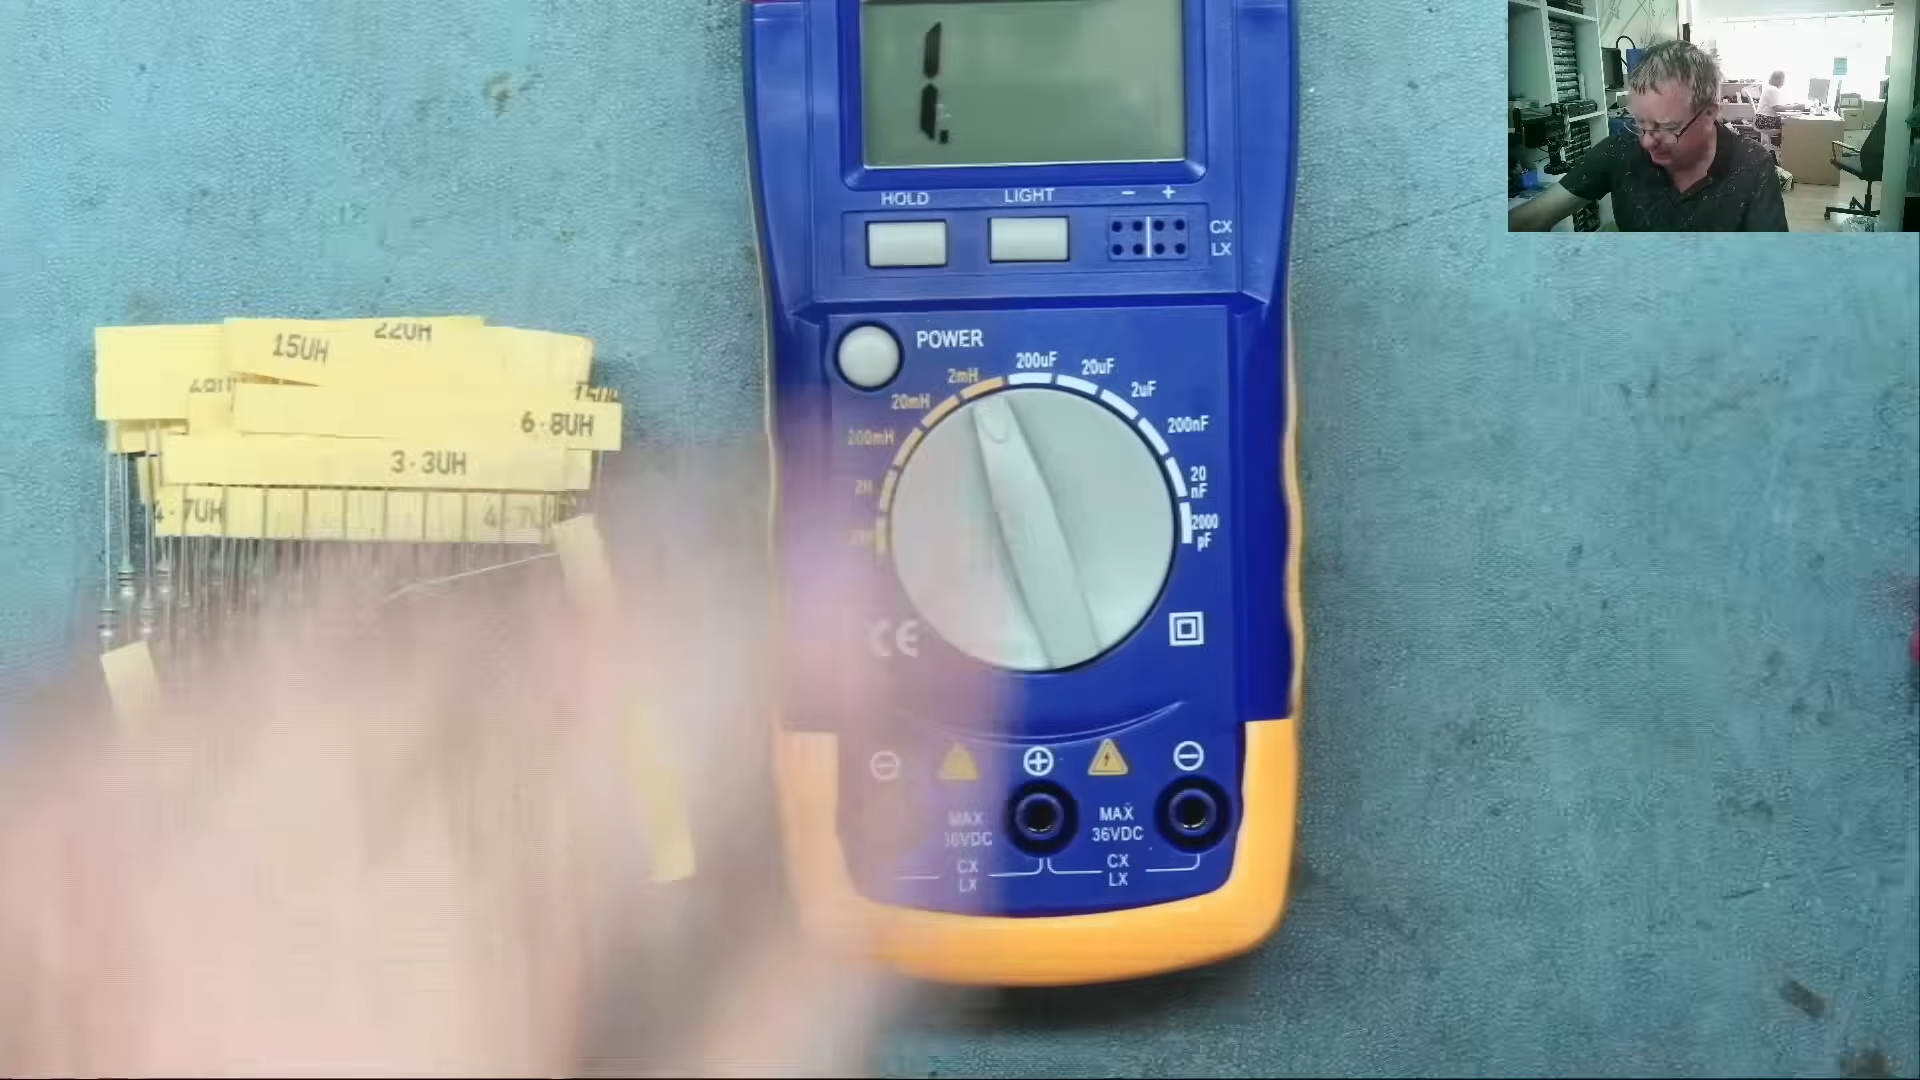 1.
HOLD
LIGHT
− +
CX
LX
POWER
200uF
20uF
2uF
200nF
20
nF
2000
pF
2mH
20mH
200mH
2H
22UH
15UH
15UH
6.8UH
3.3UH
4.7UH
CE
MAX
36VDC
CX
LX
MAX
36VDC
CX
LX